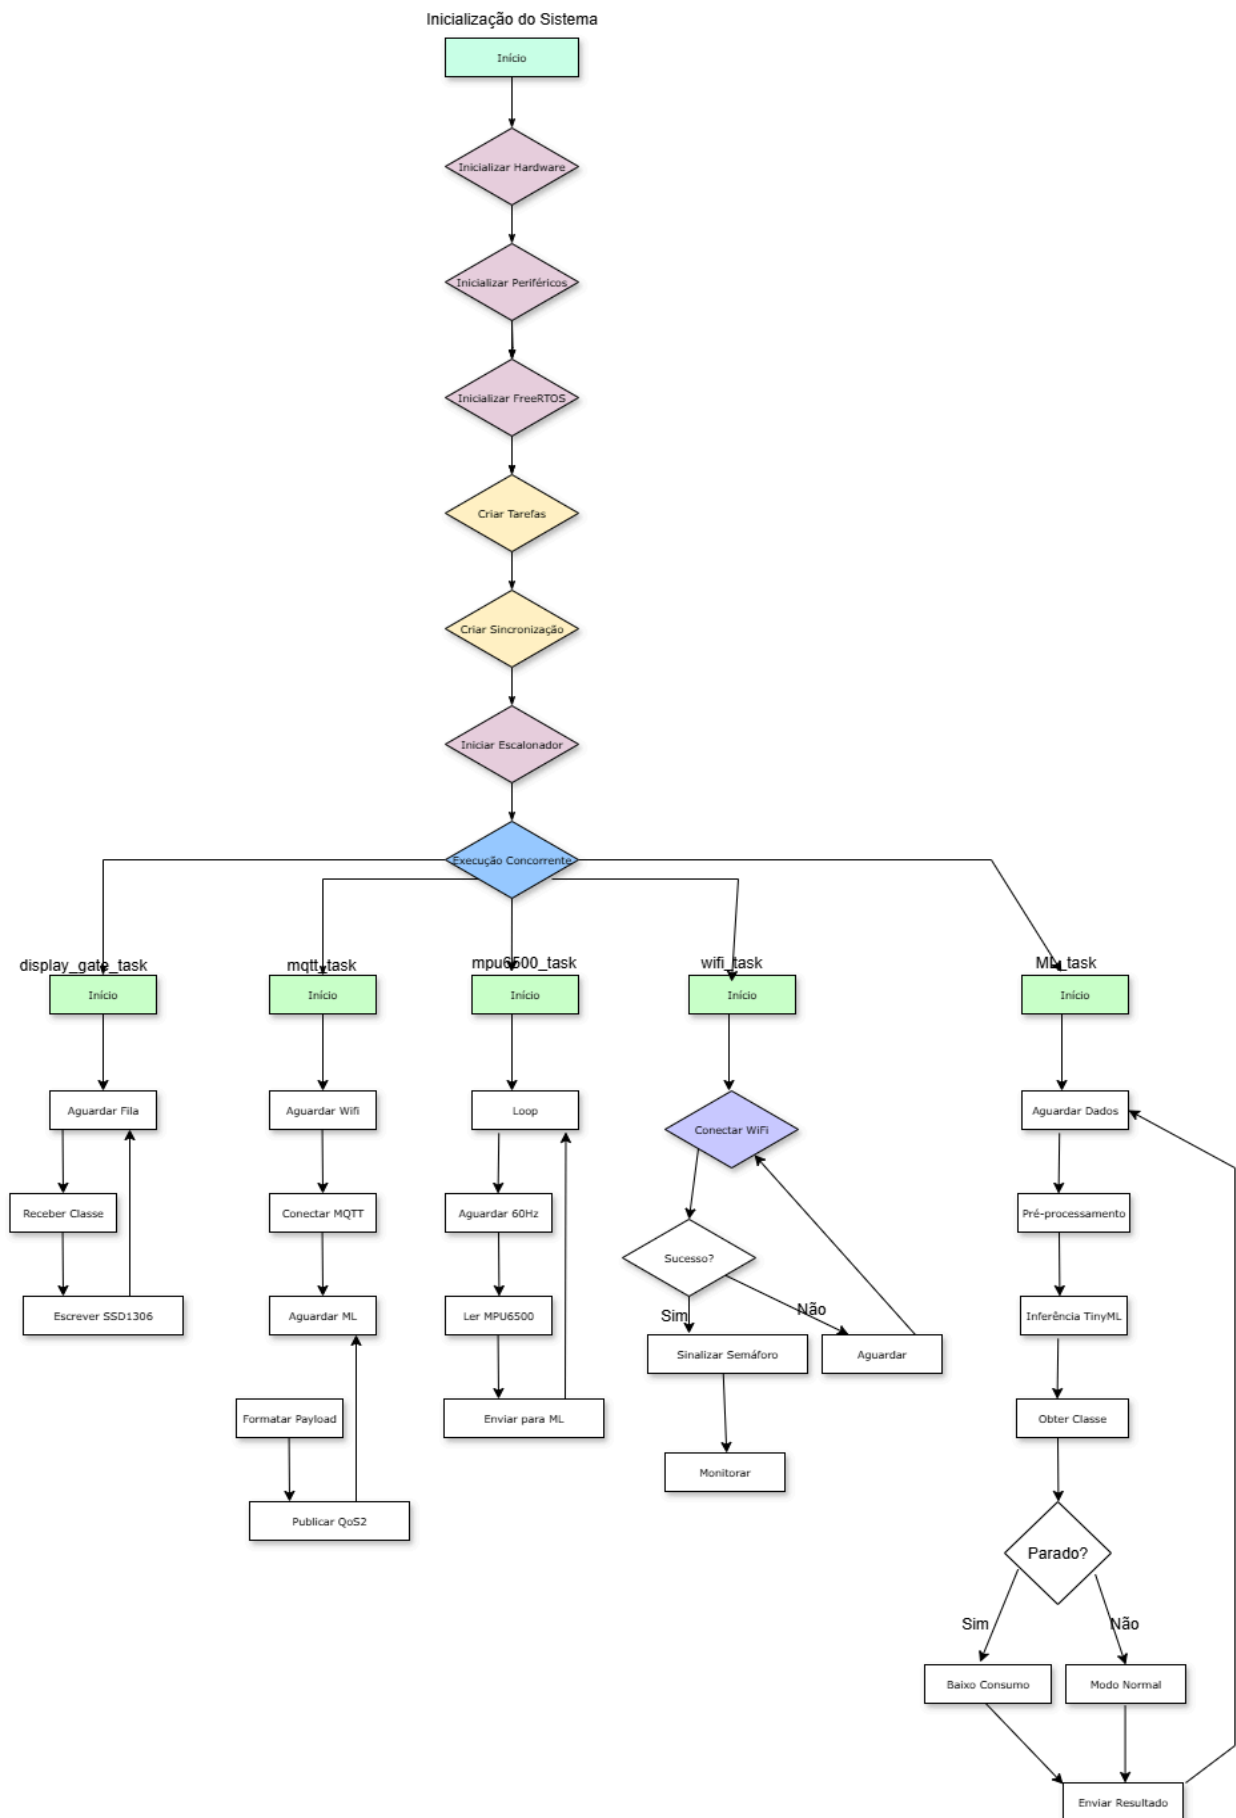 Inicialização do Sistema
Início
Inicializar Hardware
Inicializar Periféricos
Inicializar FreeRTOS
Criar Tarefas
Criar Sincronização
Iniciar Escalonador
Execução Concorrente
display_gate_task
Início
Aguardar Fila
Receber Classe
Escrever SSD1306
mqtt_task
Início
Aguardar Wifi
Conectar MQTT
Aguardar ML
Formatar Payload
Publicar QoS2
mpu6500_task
Início
Loop
Aguardar 60Hz
Ler MPU6500
Enviar para ML
wifi_task
Início
Conectar WiFi
Sucesso?
Sim
Não
Sinalizar Semáforo
Aguardar
Monitorar
ML_task
Início
Aguardar Dados
Pré-processamento
Inferência TinyML
Obter Classe
Parado?
Sim
Não
Baixo Consumo
Modo Normal
Enviar Resultado